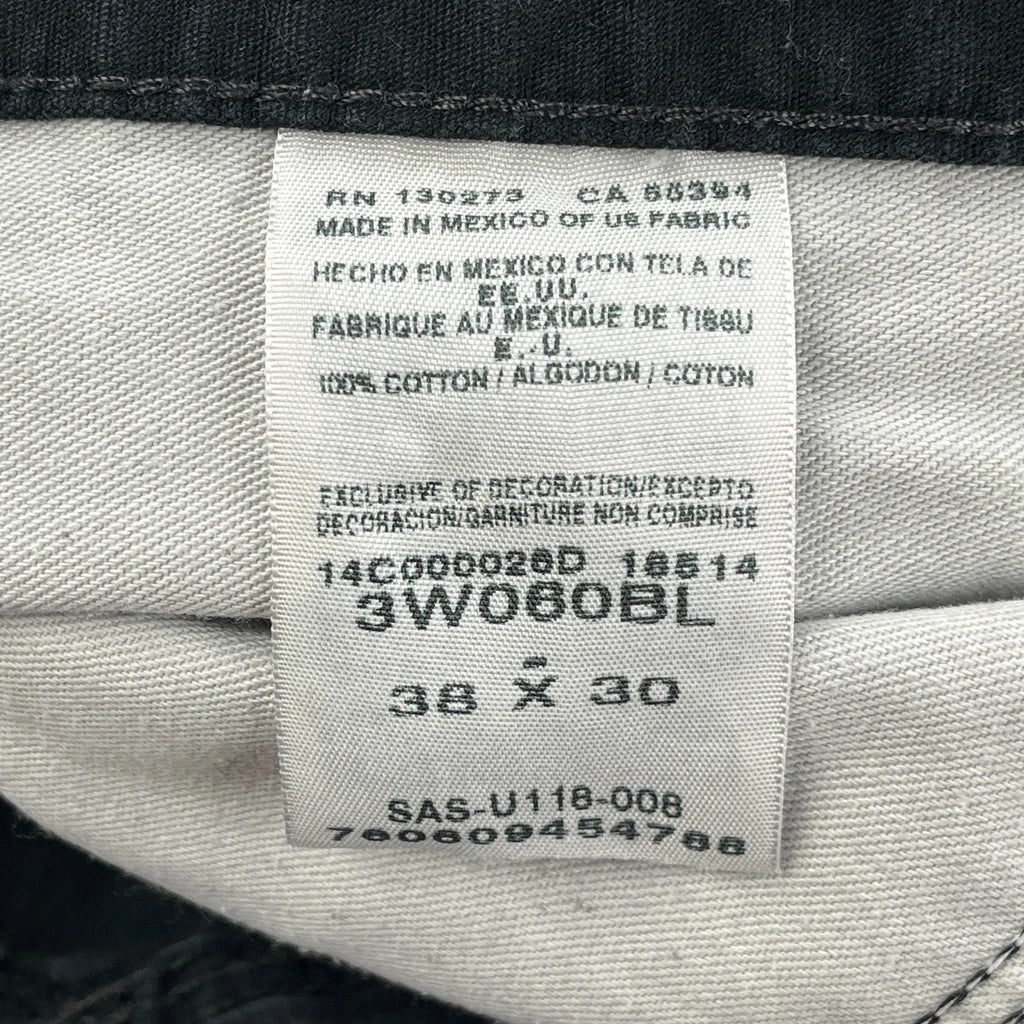 RN 130273 CA 55394
MADE IN MEXICO OF US FABRIC
HECHO EN MEXICO CON TELA DE
EE.UU.
FABRIQUE AU MEXIQUE DE TISSU
E.-U.
100% COTTON / ALGODON / COTON
EXCLUSIVE OF DECORATION/EXCEPTO
DECORACION/GARNITURE NON COMPRISE
14C000026D 16514
3W060BL
-
38 X 30
SAS-U118-008